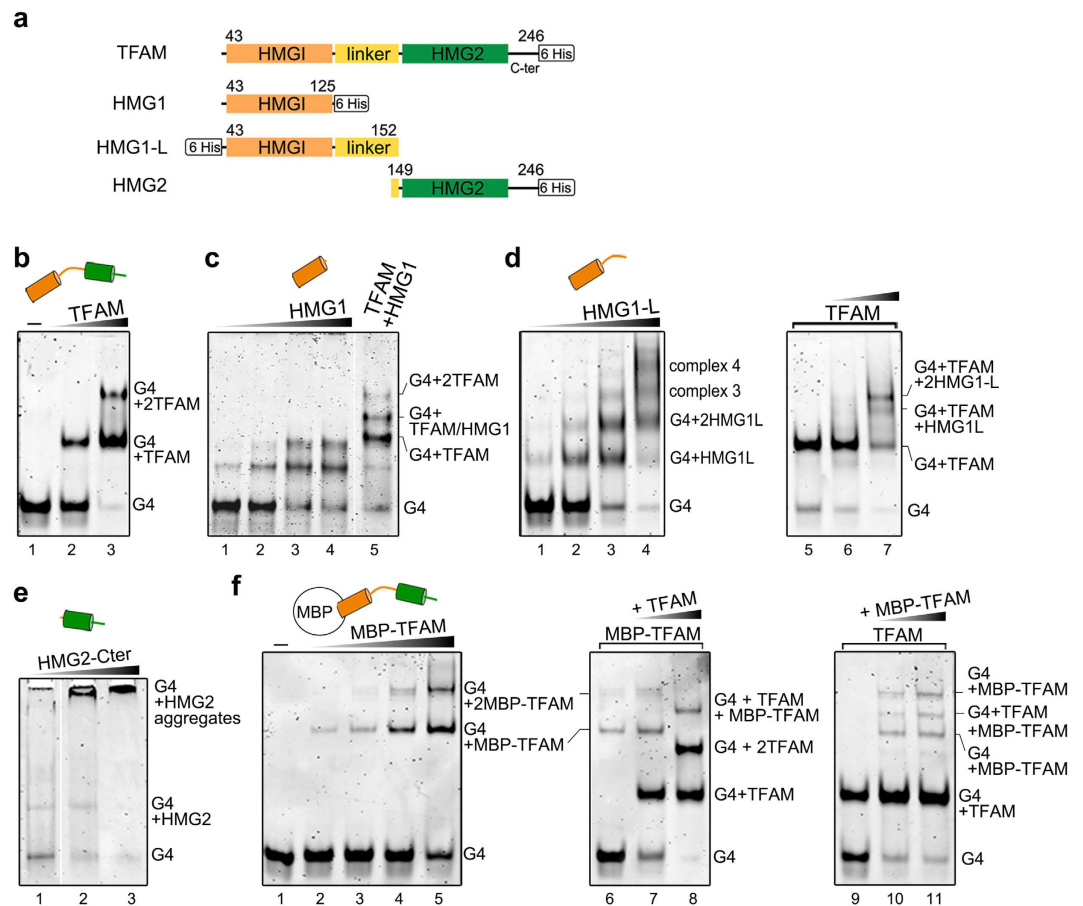 a
43
246
TFAM
HMGI
linker
HMG2
6 His
C-ter
43
125
HMG1
HMGI
6 His
43
152
HMG1-L
6 His
HMGI
linker
149
246
HMG2
HMG2
6 His
b
TFAM
–
G4
+2TFAM
G4
+TFAM
G4
1 2 3
c
HMG1
TFAM
+HMG1
G4+2TFAM
G4+
TFAM/HMG1
G4+TFAM
G4
1 2 3 4 5
d
HMG1-L
complex 4
complex 3
G4+2HMG1L
G4+HMG1L
G4
1 2 3 4
TFAM
G4+TFAM
+2HMG1-L
G4+TFAM
+HMG1L
G4+TFAM
5 6 7
e
HMG2-Cter
G4
+HMG2
aggregates
G4
+HMG2
G4
1 2 3
f
MBP
MBP-TFAM
–
G4
+2MBP-TFAM
G4
+MBP-TFAM
G4
1 2 3 4 5
+ TFAM
MBP-TFAM
G4 + TFAM
+ MBP-TFAM
G4 + 2TFAM
G4+TFAM
G4
6 7 8
+ MBP-TFAM
TFAM
G4
+MBP-TFAM
G4+TFAM
+MBP-TFAM
G4
+MBP-TFAM
G4
+TFAM
G4
9 10 11